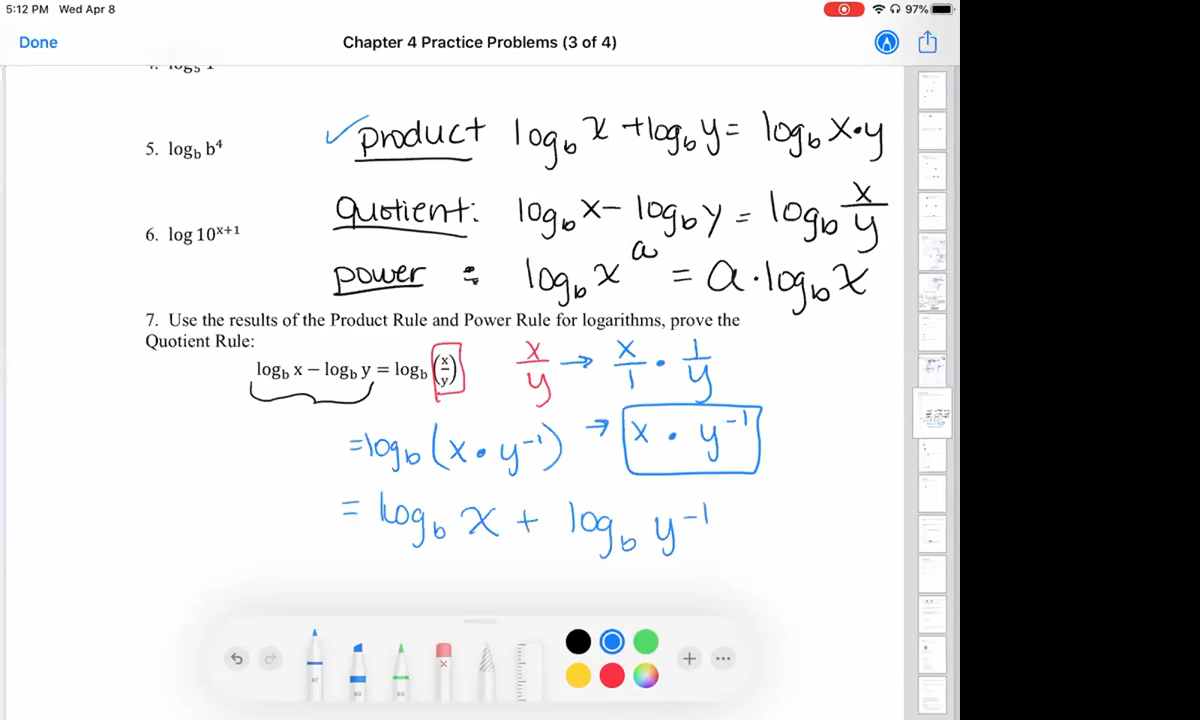 5:12 PM Wed Apr 8 97%
Done Chapter 4 Practice Problems (3 of 4)
5. log_b b⁴
✓product log_b x + log_b y = log_b x·y
quotient: log_b x − log_b y = log_b x/y
6. log 10ˣ⁺¹
power : log_b xᵃ = a · log_b x
7. Use the results of the Product Rule and Power Rule for logarithms, prove the
Quotient Rule:
log_b x − log_b y = log_b (x/y) x/y → x/1 · 1/y
= log_b (x · y⁻¹) → x · y⁻¹
= log_b x + log_b y⁻¹